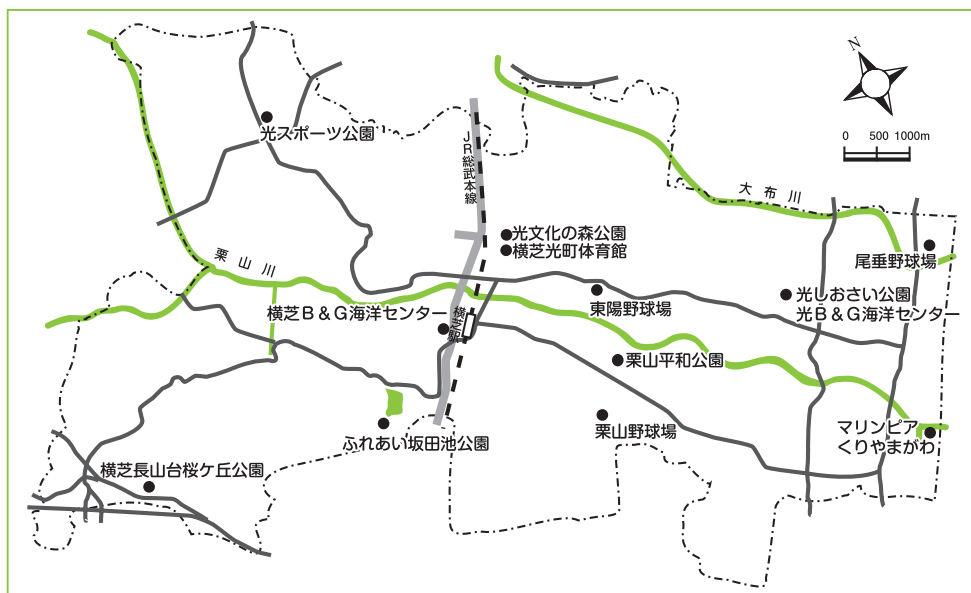 N
0 500 1000m
光スポーツ公園
JR総武本線
大布川
光文化の森公園
横芝光町体育館
尾垂野球場
栗山川
東陽野球場
光しおさい公園
光B&G海洋センター
横芝B&G海洋センター
横芝駅
栗山平和公園
マリンピア
くりやまがわ
栗山野球場
ふれあい坂田池公園
横芝長山台桜ケ丘公園